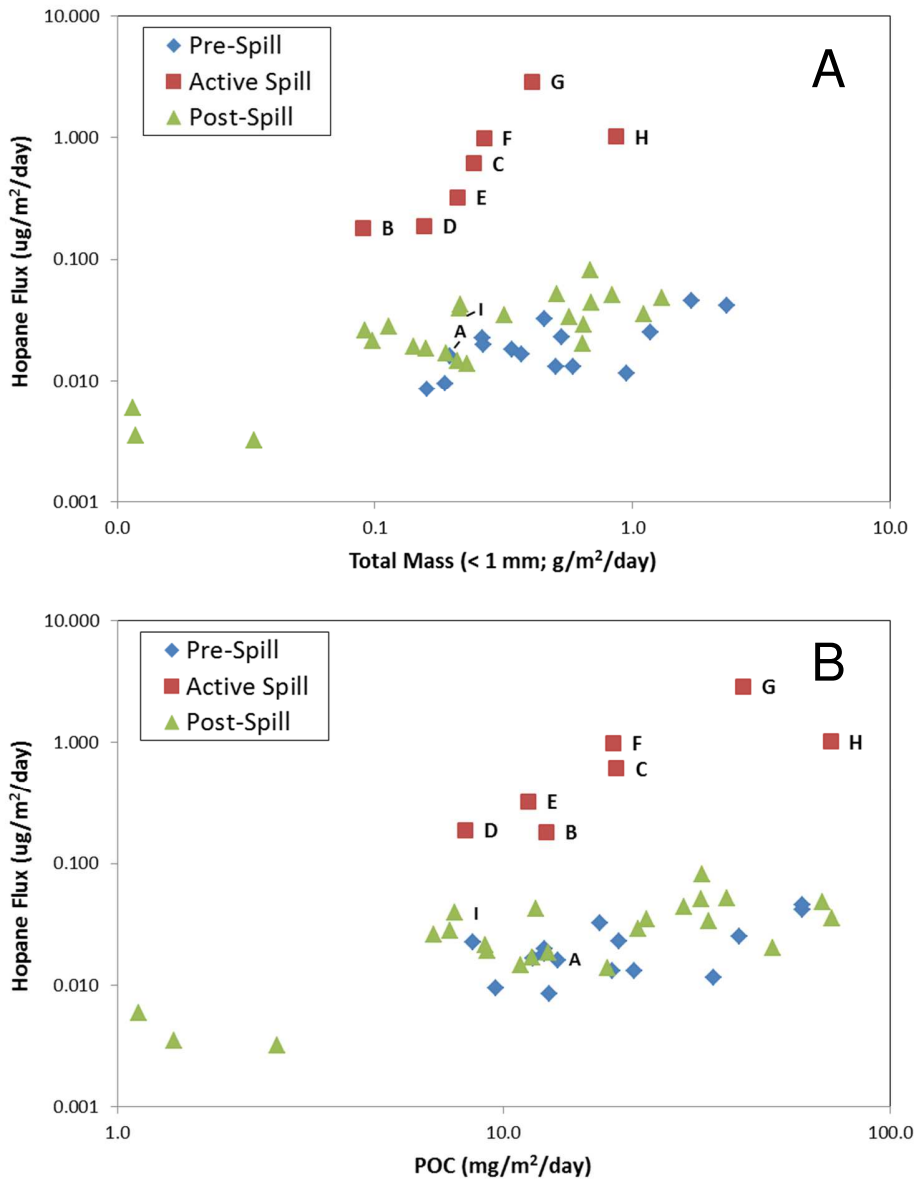 10.000
1.000
0.100
0.010
0.001
Hopane Flux (ug/m²/day)
Pre-Spill
Active Spill
Post-Spill
A
G
F
H
C
E
B
D
I
A
0.0
0.1
1.0
10.0
Total Mass (< 1 mm; g/m²/day)
10.000
1.000
0.100
0.010
0.001
Hopane Flux (ug/m²/day)
Pre-Spill
Active Spill
Post-Spill
B
G
F
H
C
E
D
B
I
A
1.0
10.0
100.0
POC (mg/m²/day)